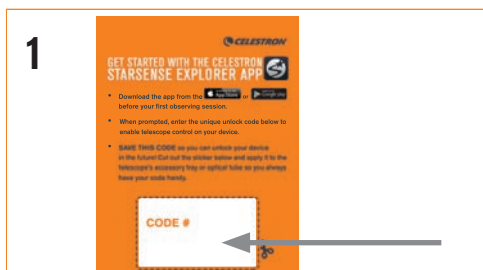 1
CELESTRON
GET STARTED WITH THE CELESTRON
STARSENSE EXPLORER APP
• Download the app from the App Store or Google play
before your first observing session.
• When prompted, enter the unique unlock code below to
enable telescope control on your device.
• SAVE THIS CODE so you can unlock your device
in the future! Cut out the sticker below and apply it to the
telescope's accessory tray or optical tube so you always
have your code handy.
CODE #